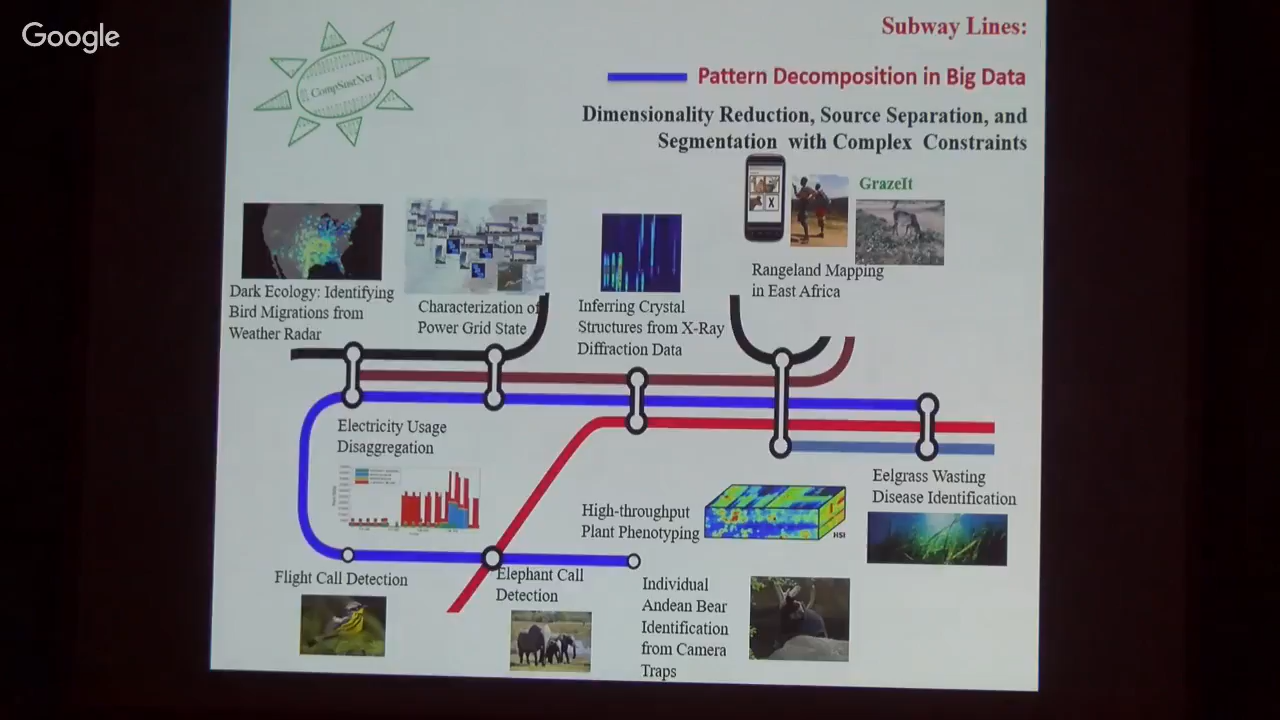 Google
Subway Lines:
CompSustNet
Pattern Decomposition in Big Data
Dimensionality Reduction, Source Separation, and
Segmentation with Complex Constraints
GrazeIt
X
Rangeland Mapping
in East Africa
Dark Ecology: Identifying
Bird Migrations from
Weather Radar
Characterization of
Power Grid State
Inferring Crystal
Structures from X-Ray
Diffraction Data
Electricity Usage
Disaggregation
Eelgrass Wasting
Disease Identification
High-throughput
Plant Phenotyping
HSI
Flight Call Detection
Elephant Call
Detection
Individual
Andean Bear
Identification
from Camera
Traps